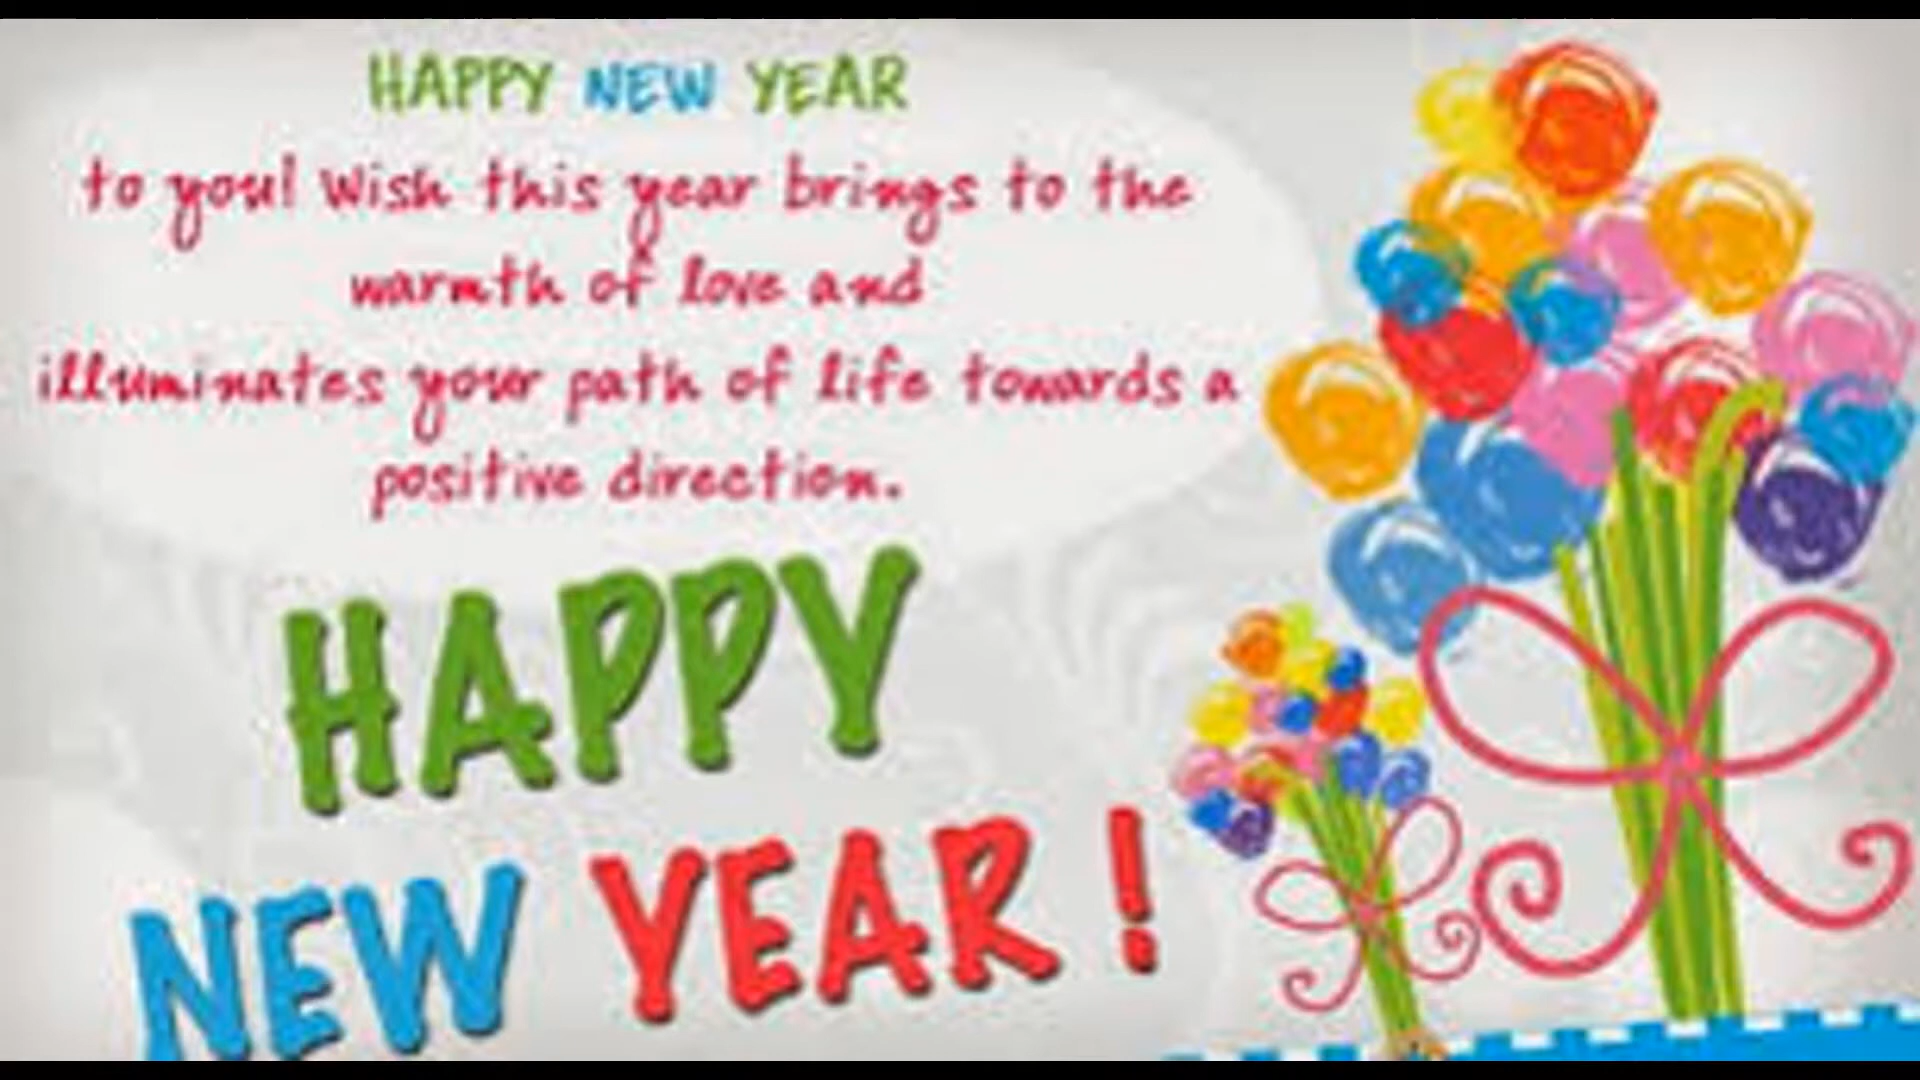 HAPPY NEW YEAR
to you! Wish this year brings to the
warmth of love and
illuminates your path of life towards a
positive direction.
HAPPY
NEW YEAR !